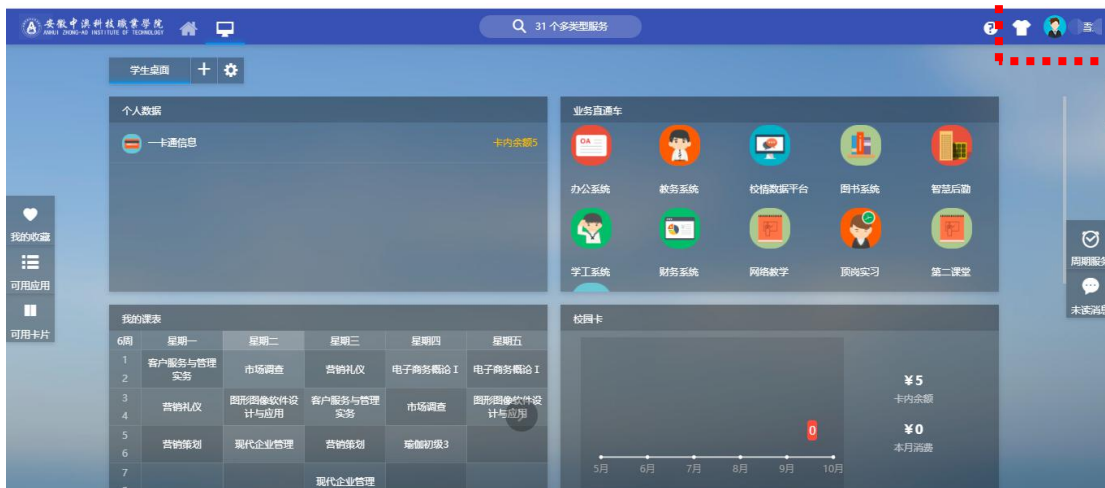 安徽中澳科技職業学院
ANHUI ZHONG-AO INSTITUTE OF TECHNOLOGY
31 个多类型服务
学生桌面
个人数据
一卡通信息 卡内余额5
业务直通车
OA
办公系统 教务系统 校情数据平台 图书系统 智慧后勤
学工系统 财务系统 网络教学 顶岗实习 第二课堂
我的收藏
可用应用
可用卡片
周期服务
未读消息
我的课表
6周 星期一 星期二 星期三 星期四 星期五
1 2 客户服务与管理实务 市场调查 营销礼仪 电子商务概论 I 电子商务概论 I
3 4 营销礼仪 图形图像软件设计与应用 客户服务与管理实务 市场调查 图形图像软件设计与应用
5 6 营销策划 现代企业管理 营销策划 瑜伽初级3
7 现代企业管理
校园卡
0
5月 6月 7月 8月 9月 10月
¥5
卡内余额
¥0
本月消费